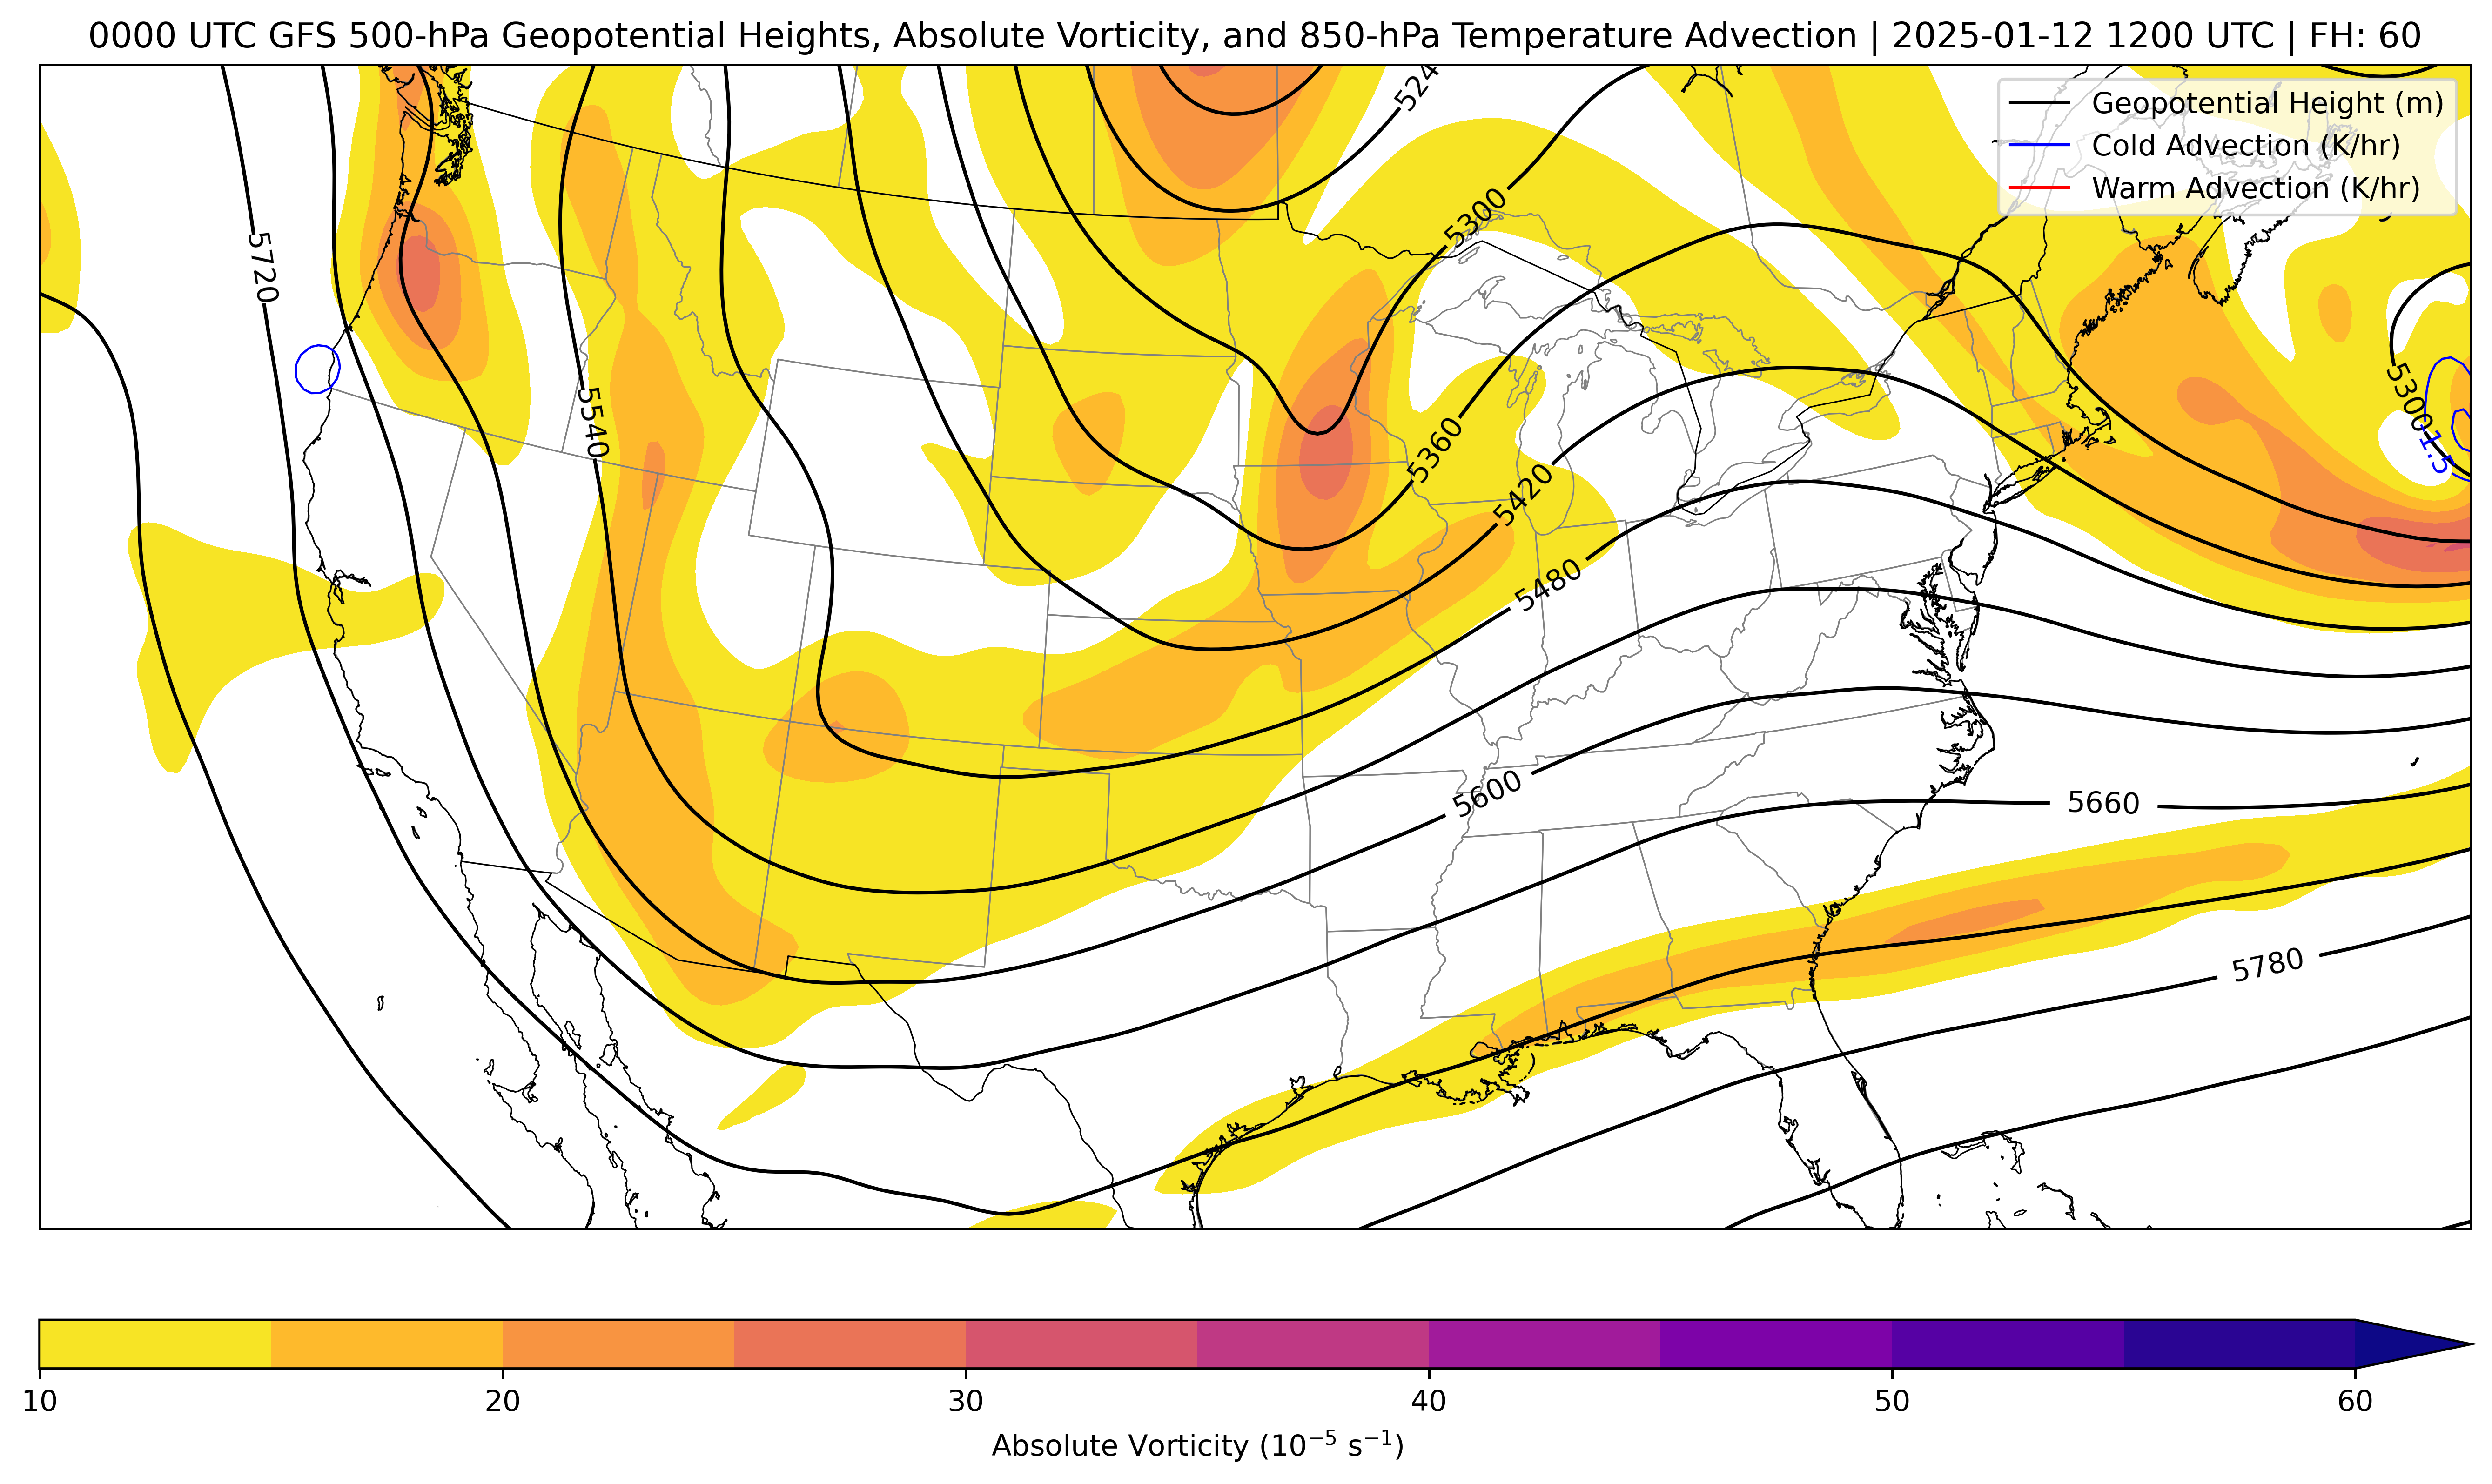 0000 UTC GFS 500-hPa Geopotential Heights, Absolute Vorticity, and 850-hPa Temperature Advection | 2025-01-12 1200 UTC | FH: 60
Geopotential Height (m)
Cold Advection (K/hr)
Warm Advection (K/hr)
524
5300
5720
5540
5300
-1.5
5360
5420
5480
5600
5660
5780
10 20 30 40 50 60
Absolute Vorticity (10⁻⁵ s⁻¹)